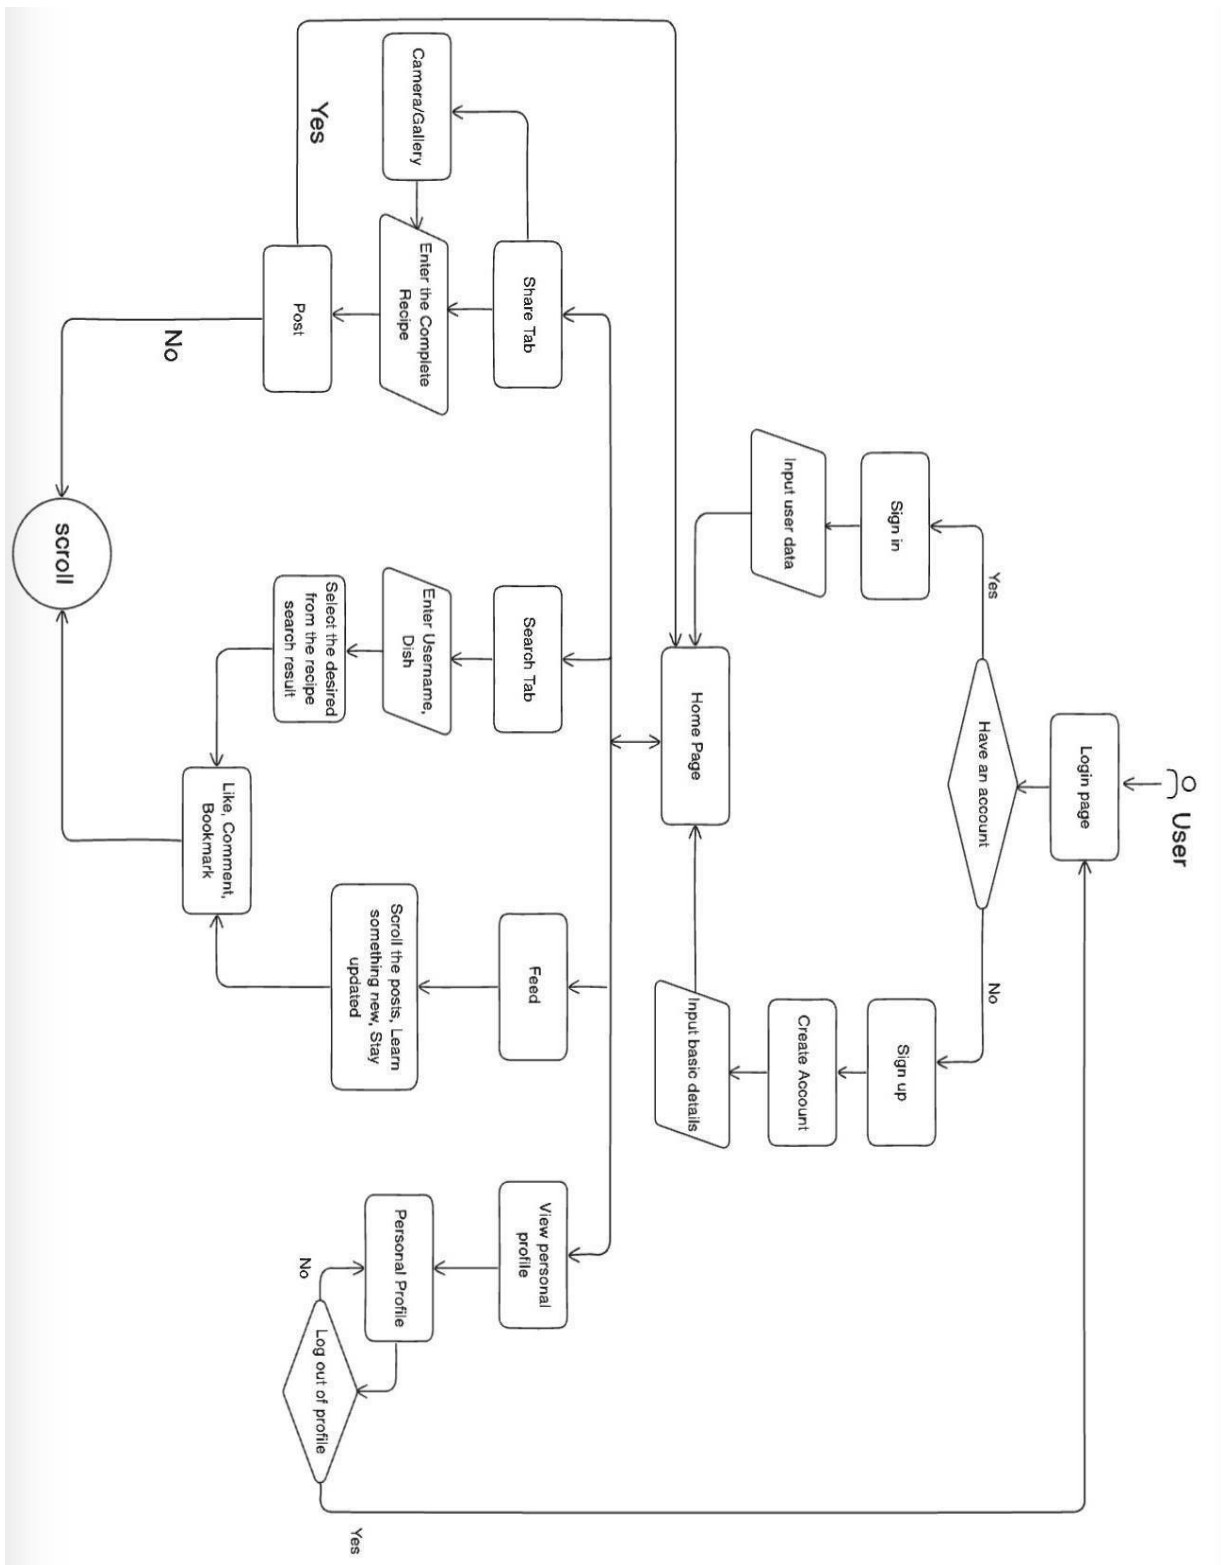 User
Login page
Have an account
Yes
No
Sign in
Sign up
Input user data
Create Account
Home Page
Input basic details
Share Tab
Search Tab
Feed
View personal
profile
Camera/Gallery
Enter the Complete
Recipe
Enter Username,
Dish
Scroll the posts, Learn
something new, Stay
updated
Personal Profile
Yes
Post
Select the desired
from the recipe
search result
No
Log out of profile
Yes
Like, Comment,
Bookmark
No
scroll